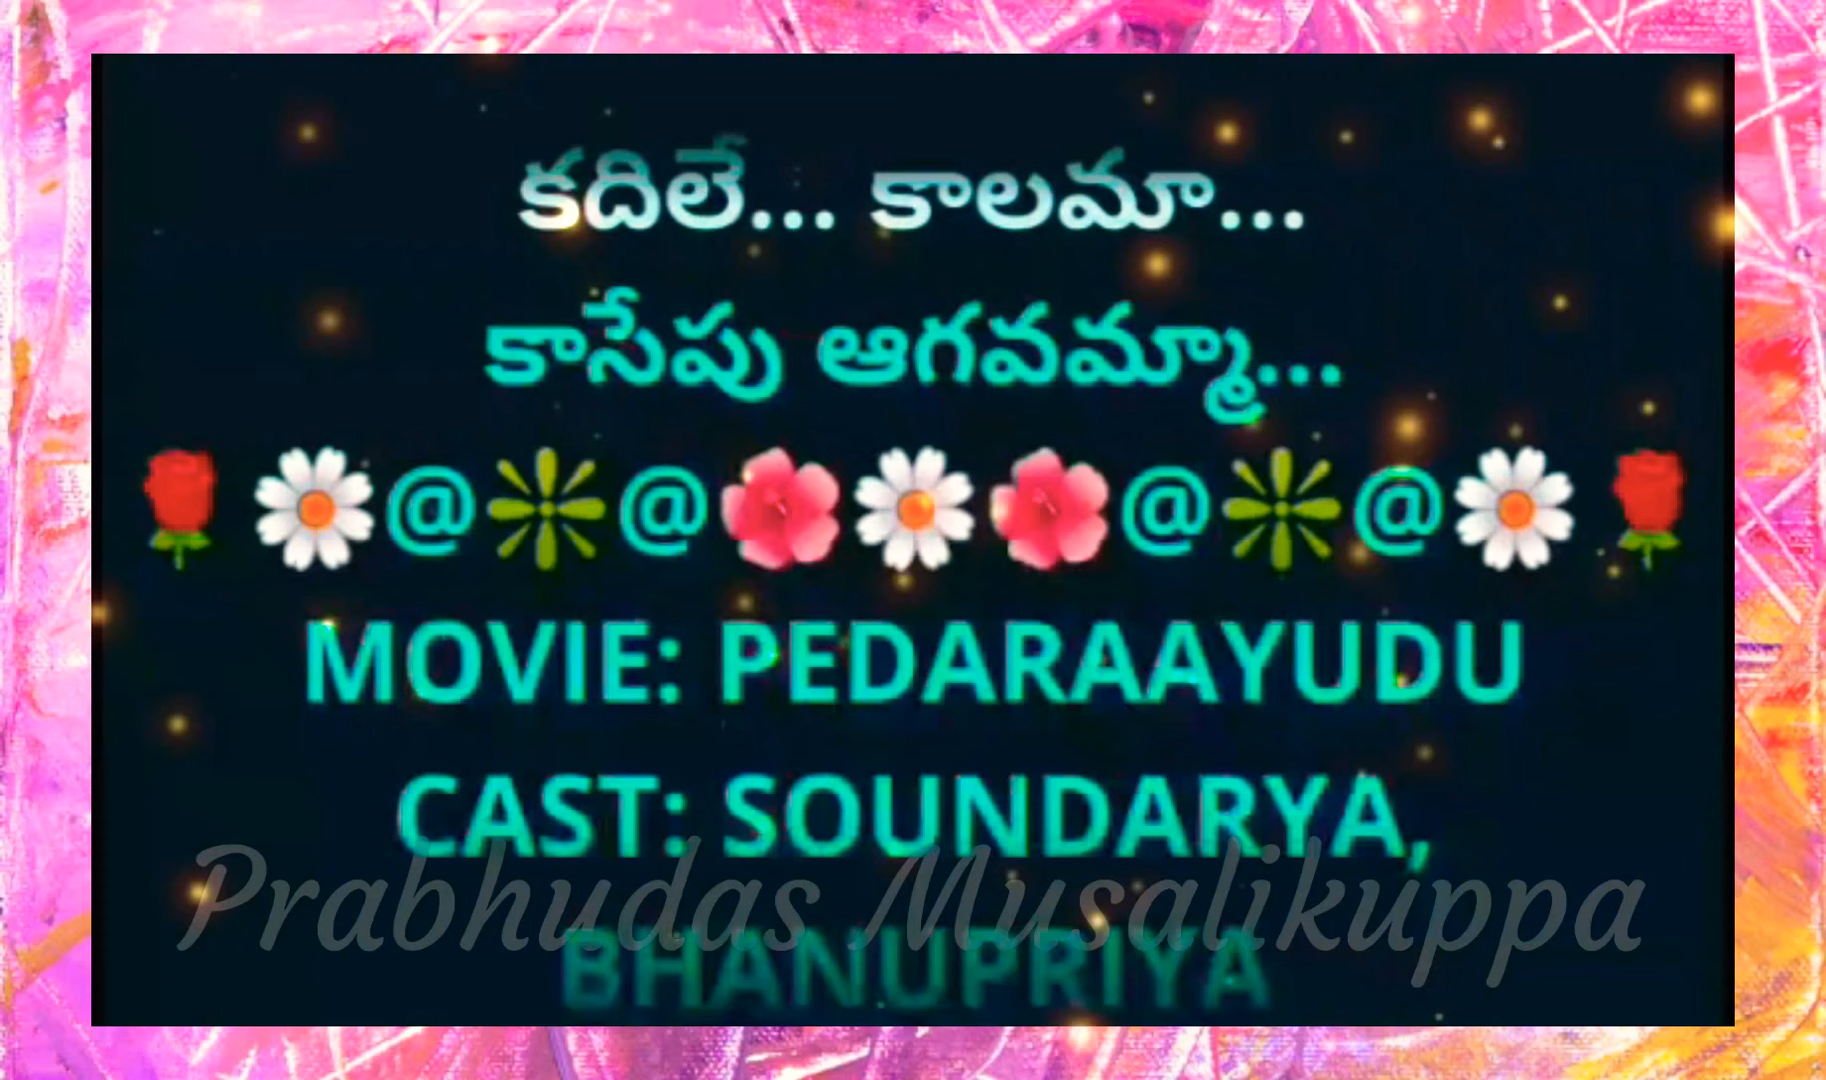 కదిలే... కాలమా...
కాసేపు ఆగవమ్మా...
🌹🌼@✳@🌺🌼🌺@✳@🌼🌹
MOVIE: PEDARAAYUDU
CAST: SOUNDARYA,
Prabhudas Musalikuppa
BHANUPRIYA